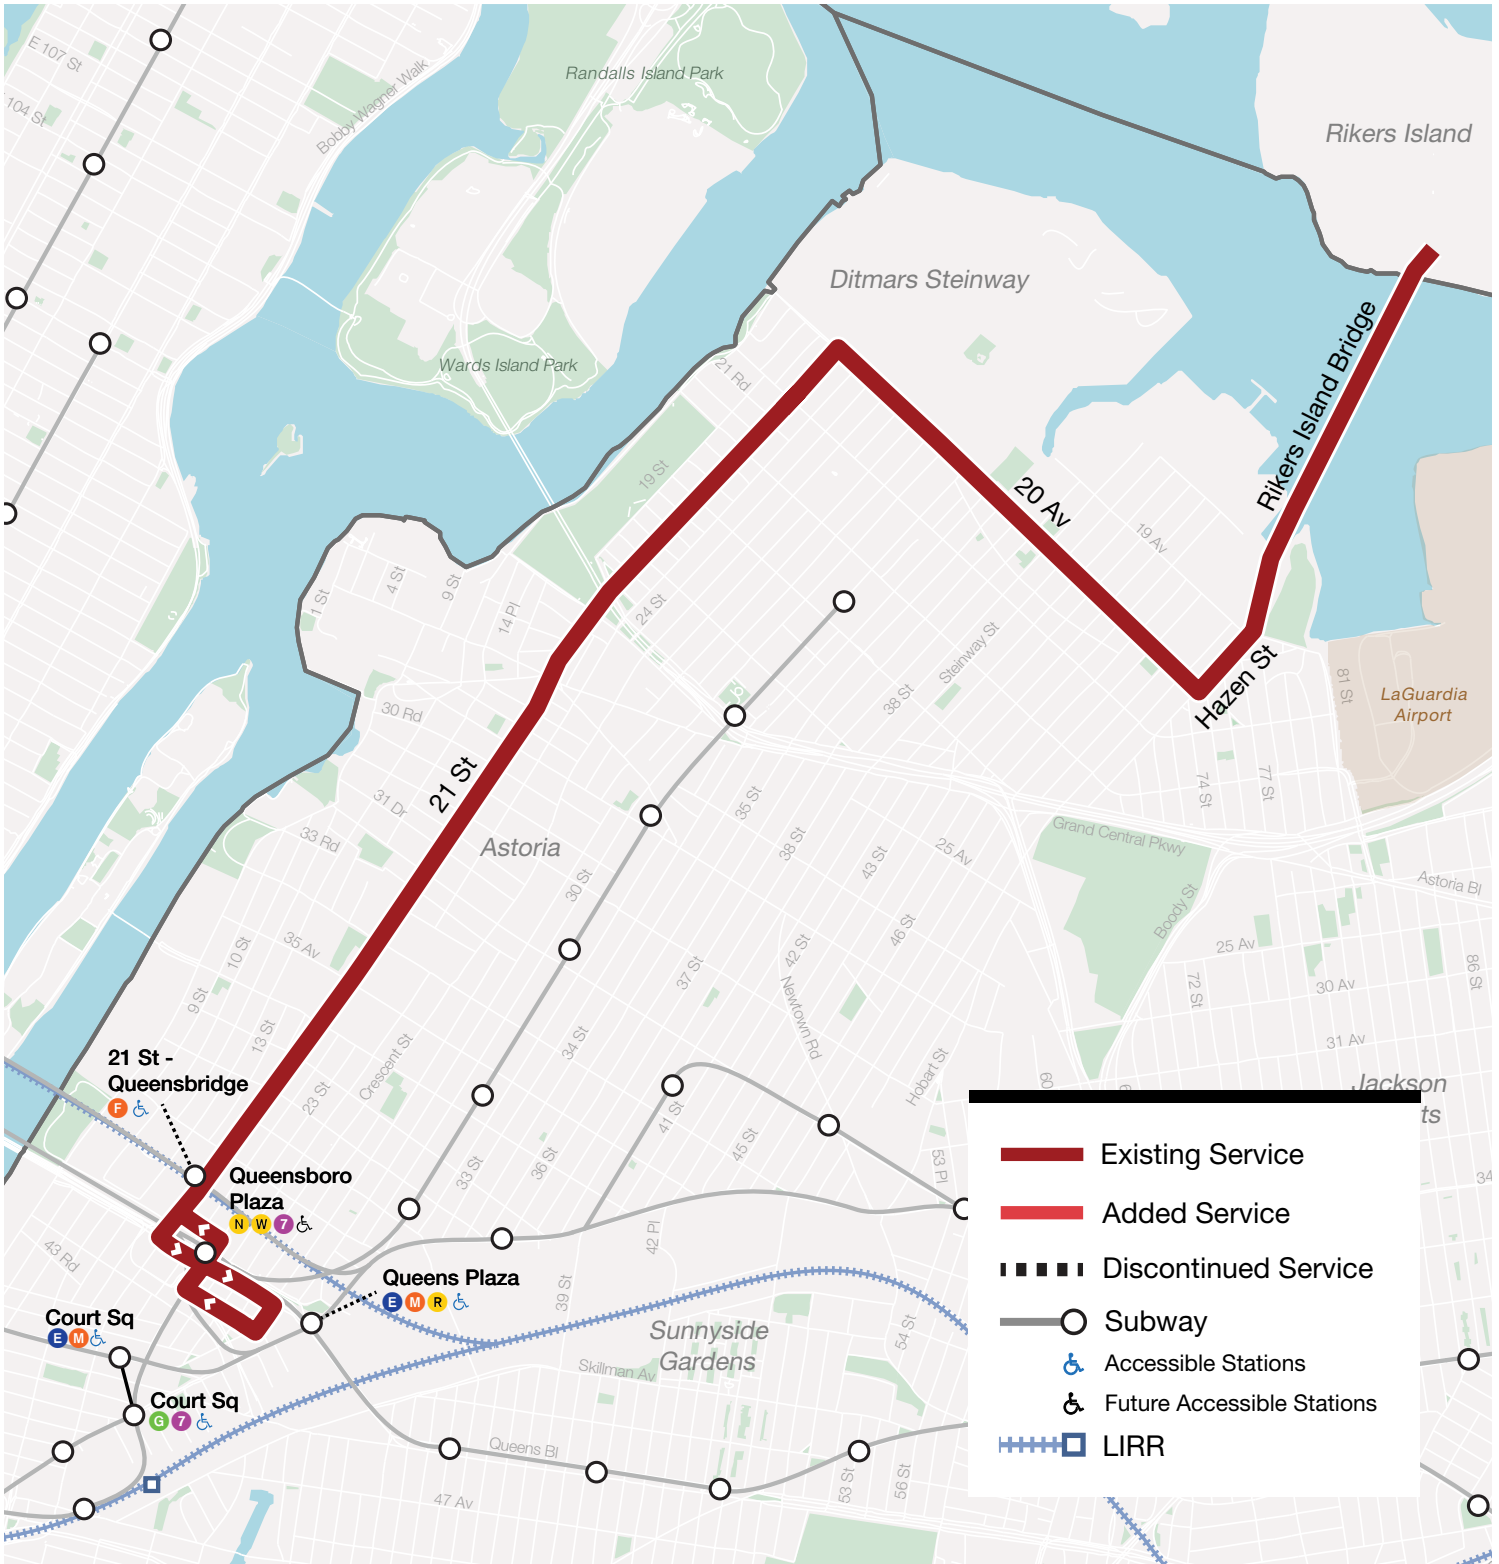 E 107 St
104 St
Bobby Wagner Walk
Randalls Island Park
Rikers Island
Ditmars Steinway
Wards Island Park
21 Rd
Rikers Island Bridge
19 St
20 Av
19 Av
1 St
4 St
9 St
14 Pl
24 St
Steinway St
38 St
Hazen St
81 St
LaGuardia
Airport
30 Rd
21 St
31 Dr
33 Rd
Astoria
35 St
38 St
43 St
25 Av
74 St
77 St
Grand Central Pkwy
Astoria Bl
30 St
Boody St
35 Av
10 St
9 St
13 St
37 St
42 St
46 St
Newtown Rd
25 Av
72 St
30 Av
86 St
31 Av
34 St
Crescent St
23 St
Hobart St
60
6
Jackson
ts
21 St -
Queensbridge
F
41 St
45 St
53 Pl
36 St
33 St
34
Queensboro
Plaza
N W 7
43 Rd
42 Pl
39 St
Queens Plaza
E M R
Court Sq
E M
Court Sq
G 7
Sunnyside
Gardens
Skillman Av
54 St
Queens Bl
47 Av
53 St
56 St
Existing Service
Added Service
Discontinued Service
Subway
Accessible Stations
Future Accessible Stations
LIRR